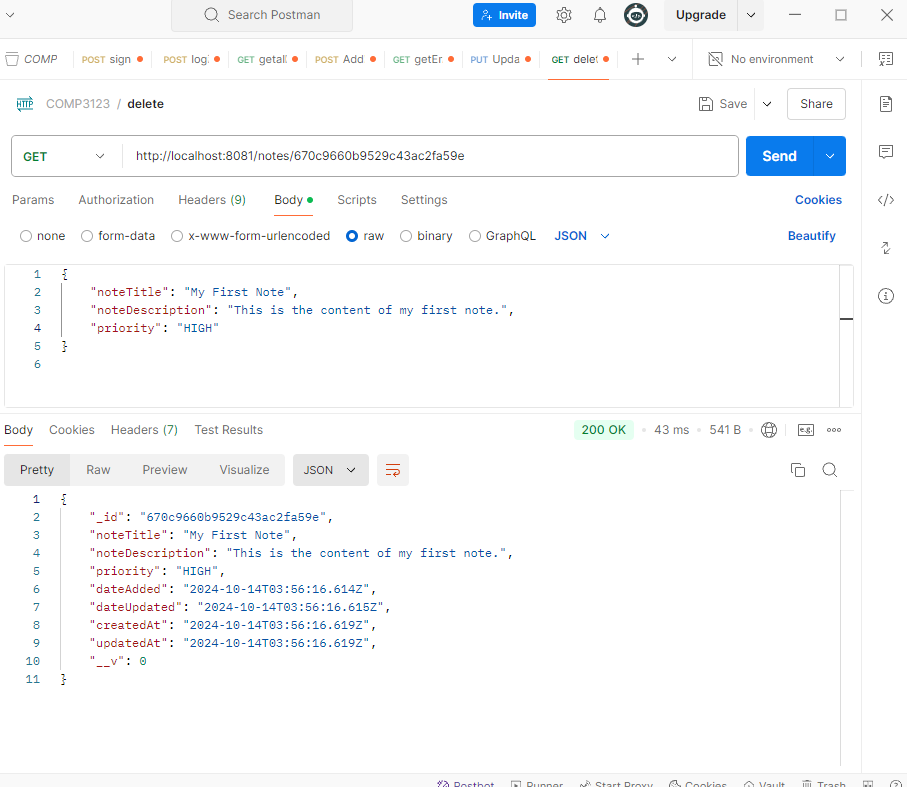 Search Postman
Invite
Upgrade
COMP
POST sign
POST log
GET getall
POST Add
GET getEr
PUT Upda
GET delet
No environment
HTTP COMP3123 / delete
Save
Share
GET
http://localhost:8081/notes/670c9660b9529c43ac2fa59e
Send
Params Authorization Headers (9) Body Scripts Settings Cookies
none form-data x-www-form-urlencoded raw binary GraphQL JSON Beautify
1 {
2 "noteTitle": "My First Note",
3 "noteDescription": "This is the content of my first note.",
4 "priority": "HIGH"
5 }
6
Body Cookies Headers (7) Test Results 200 OK • 43 ms • 541 B • e.g.
Pretty Raw Preview Visualize JSON
1 {
2 "_id": "670c9660b9529c43ac2fa59e",
3 "noteTitle": "My First Note",
4 "noteDescription": "This is the content of my first note.",
5 "priority": "HIGH",
6 "dateAdded": "2024-10-14T03:56:16.614Z",
7 "dateUpdated": "2024-10-14T03:56:16.615Z",
8 "createdAt": "2024-10-14T03:56:16.619Z",
9 "updatedAt": "2024-10-14T03:56:16.619Z",
10 "__v": 0
11 }
Postbot Runner Start Proxy Cookies Vault Trash